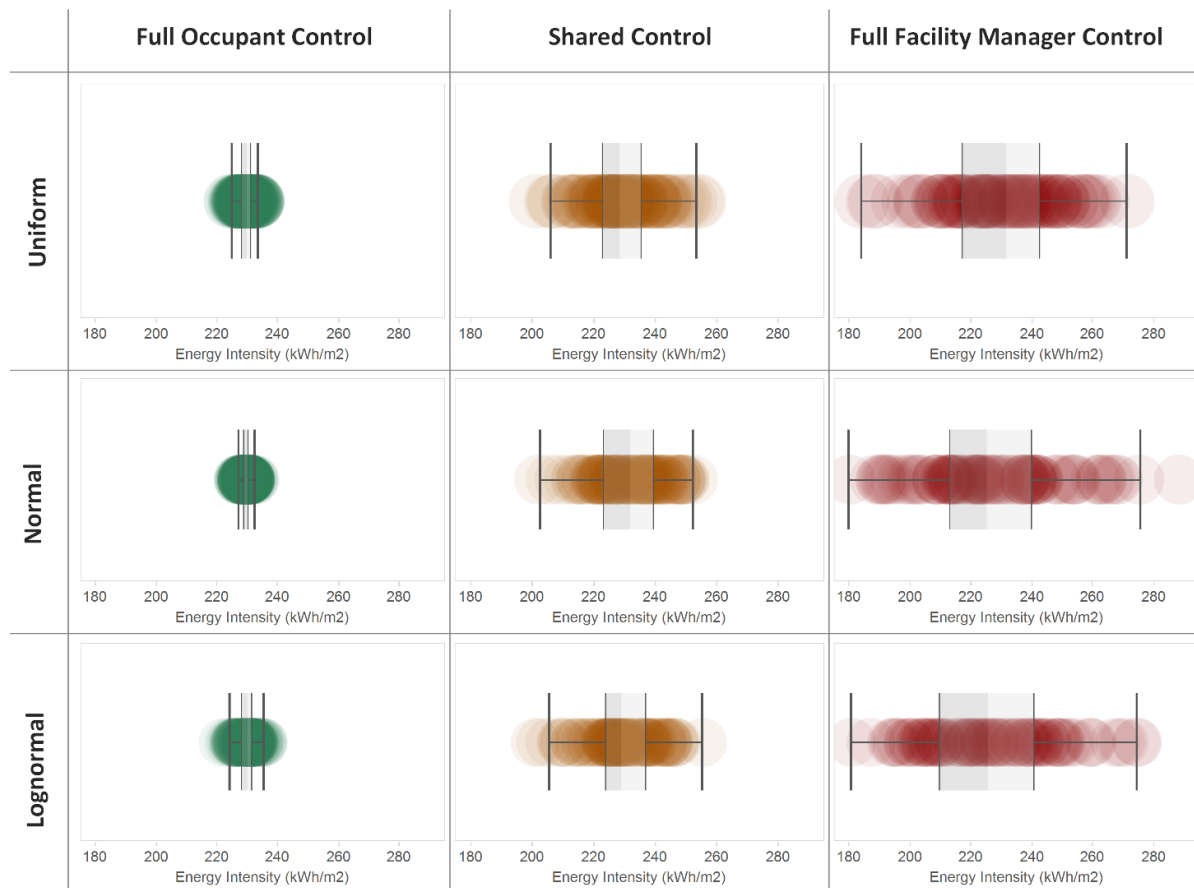 Full Occupant Control
Shared Control
Full Facility Manager Control
Uniform
180 200 220 240 260 280
Energy Intensity (kWh/m2)
200 220 240 260 280
Energy Intensity (kWh/m2)
180 200 220 240 260 280
Energy Intensity (kWh/m2)
Normal
180 200 220 240 260 280
Energy Intensity (kWh/m2)
200 220 240 260 280
Energy Intensity (kWh/m2)
180 200 220 240 260 280
Energy Intensity (kWh/m2)
Lognormal
180 200 220 240 260 280
Energy Intensity (kWh/m2)
200 220 240 260 280
Energy Intensity (kWh/m2)
180 200 220 240 260 280
Energy Intensity (kWh/m2)